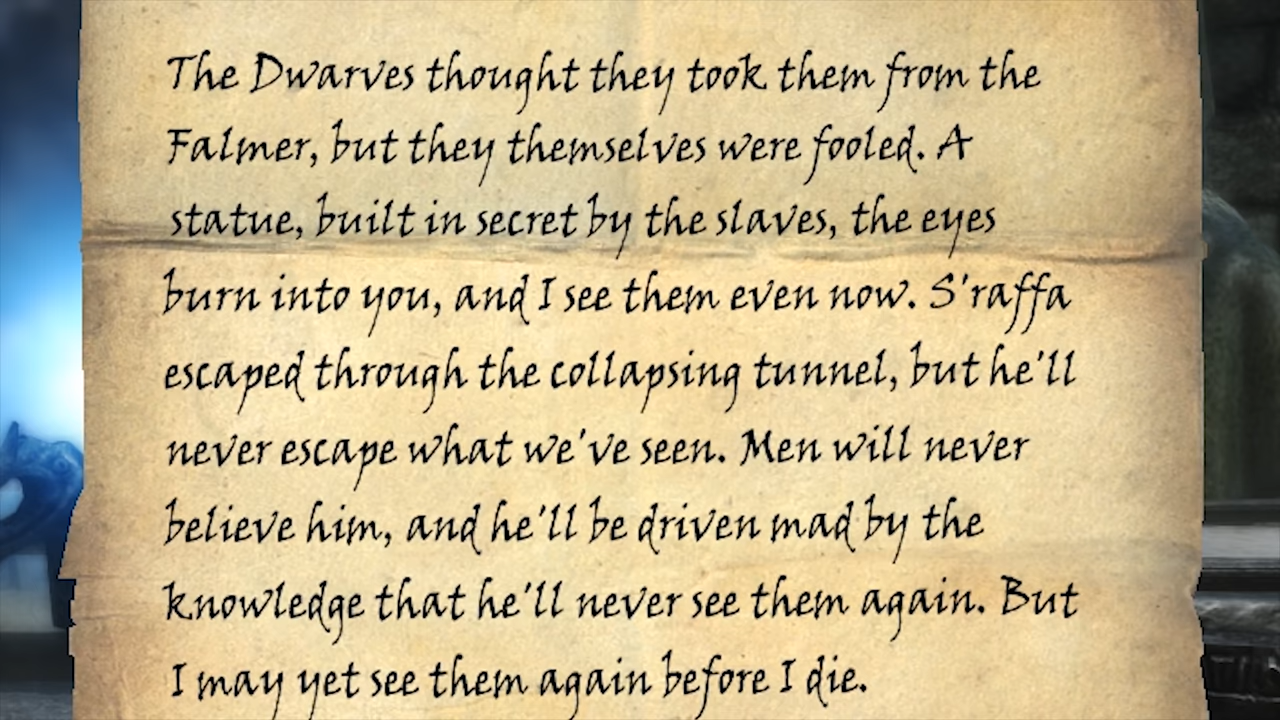 The Dwarves thought they took them from the
Falmer, but they themselves were fooled. A
statue, built in secret by the slaves, the eyes
burn into you, and I see them even now. S'raffa
escaped through the collapsing tunnel, but he'll
never escape what we've seen. Men will never
believe him, and he'll be driven mad by the
knowledge that he'll never see them again. But
I may yet see them again before I die.